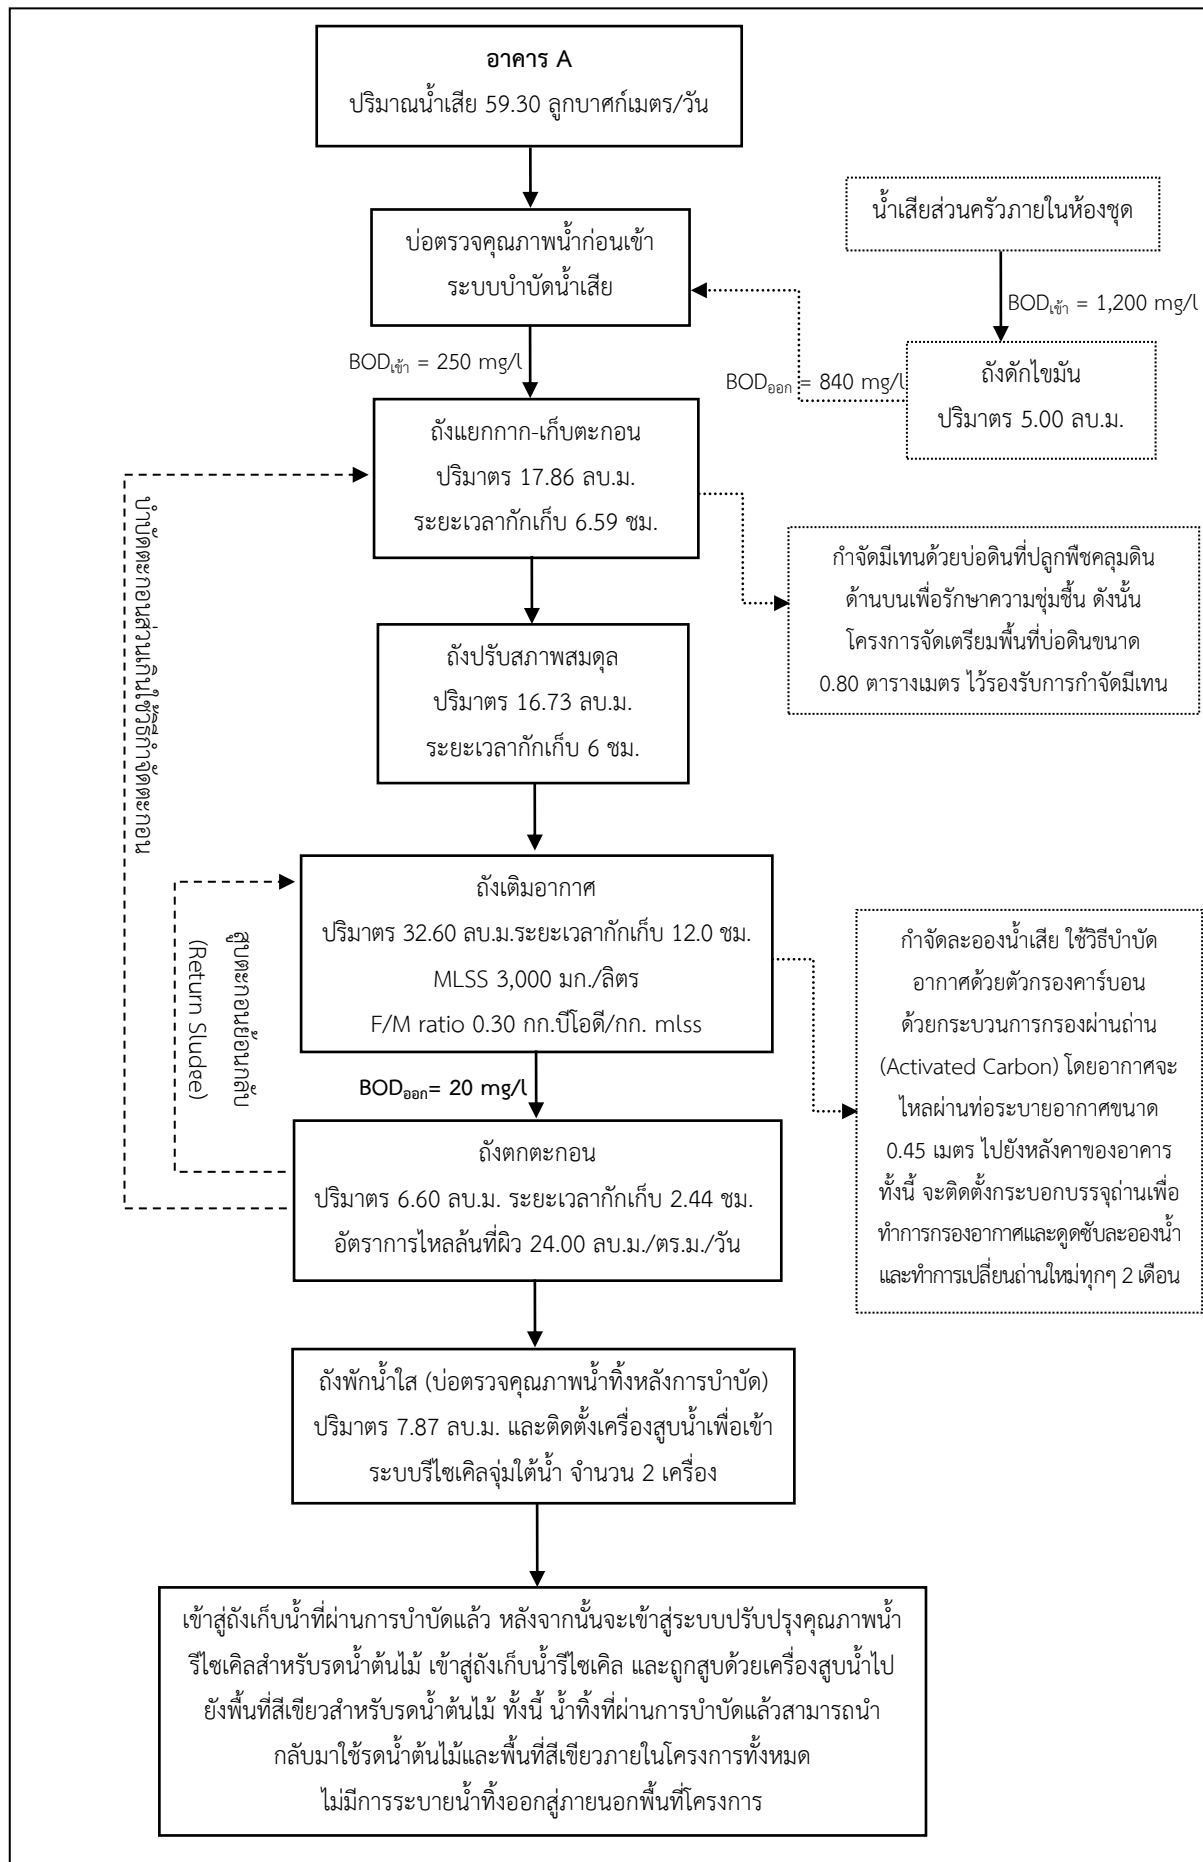 อาคาร A
ปริมาณน้ำเสีย 59.30 ลูกบาศก์เมตร/วัน
น้ำเสียส่วนครัวภายในห้องชุด
บ่อตรวจคุณภาพน้ำก่อนเข้า
ระบบบำบัดน้ำเสีย
BODเข้า = 1,200 mg/l
BODเข้า = 250 mg/l
BODออก = 840 mg/l
ถังดักไขมัน
ปริมาตร 5.00 ลบ.ม.
ถังแยกกาก-เก็บตะกอน
ปริมาตร 17.86 ลบ.ม.
ระยะเวลากักเก็บ 6.59 ชม.
บำบัดตะกอนส่วนเกินใช้วิธีกำจัดตะกอน
กำจัดมีเทนด้วยบ่อดินที่ปลูกพืชคลุมดิน
ด้านบนเพื่อรักษาความชุ่มชื้น ดังนั้น
โครงการจัดเตรียมพื้นที่บ่อดินขนาด
0.80 ตารางเมตร ไว้รองรับการกำจัดมีเทน
ถังปรับสภาพสมดุล
ปริมาตร 16.73 ลบ.ม.
ระยะเวลากักเก็บ 6 ชม.
ถังเติมอากาศ
ปริมาตร 32.60 ลบ.ม.ระยะเวลากักเก็บ 12.0 ชม.
MLSS 3,000 มก./ลิตร
F/M ratio 0.30 กก.บีโอดี/กก. mlss
สูบตะกอนย้อนกลับ
(Return Sludge)
กำจัดละอองน้ำเสีย ใช้วิธีบำบัด
อากาศด้วยตัวกรองคาร์บอน
ด้วยกระบวนการกรองผ่านถ่าน
(Activated Carbon) โดยอากาศจะ
ไหลผ่านท่อระบายอากาศขนาด
0.45 เมตร ไปยังหลังคาของอาคาร
ทั้งนี้ จะติดตั้งกระบอกบรรจุถ่านเพื่อ
ทำการกรองอากาศและดูดซับละอองน้ำ
และทำการเปลี่ยนถ่านใหม่ทุกๆ 2 เดือน
BODออก= 20 mg/l
ถังตกตะกอน
ปริมาตร 6.60 ลบ.ม. ระยะเวลากักเก็บ 2.44 ชม.
อัตราการไหลล้นที่ผิว 24.00 ลบ.ม./ตร.ม./วัน
ถังพักน้ำใส (บ่อตรวจคุณภาพน้ำทิ้งหลังการบำบัด)
ปริมาตร 7.87 ลบ.ม. และติดตั้งเครื่องสูบน้ำเพื่อเข้า
ระบบรีไซเคิลจุ่มใต้น้ำ จำนวน 2 เครื่อง
เข้าสู่ถังเก็บน้ำที่ผ่านการบำบัดแล้ว หลังจากนั้นจะเข้าสู่ระบบปรับปรุงคุณภาพน้ำ
รีไซเคิลสำหรับรดน้ำต้นไม้ เข้าสู่ถังเก็บน้ำรีไซเคิล และถูกสูบด้วยเครื่องสูบน้ำไป
ยังพื้นที่สีเขียวสำหรับรดน้ำต้นไม้ ทั้งนี้ น้ำทิ้งที่ผ่านการบำบัดแล้วสามารถนำ
กลับมาใช้รดน้ำต้นไม้และพื้นที่สีเขียวภายในโครงการทั้งหมด
ไม่มีการระบายน้ำทิ้งออกสู่ภายนอกพื้นที่โครงการ